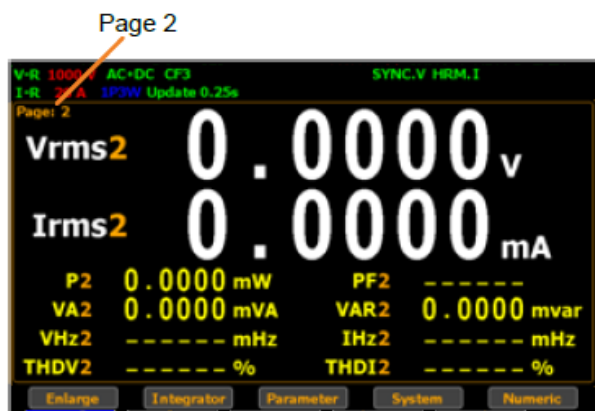 Page 2
V-R 1000 V AC+DC CF3 SYNC.V HRM.I
I-R 20 A 1P3W Update 0.25s
Page: 2
Vrms2 0.0000 V
Irms2 0.0000 mA
P2 0.0000 mW PF2 ------
VA2 0.0000 mVA VAR2 0.0000 mvar
VHz2 ------ mHz IHz2 ------ mHz
THDV2 ------ % THDI2 ------ %
Enlarge Integrator Parameter System Numeric